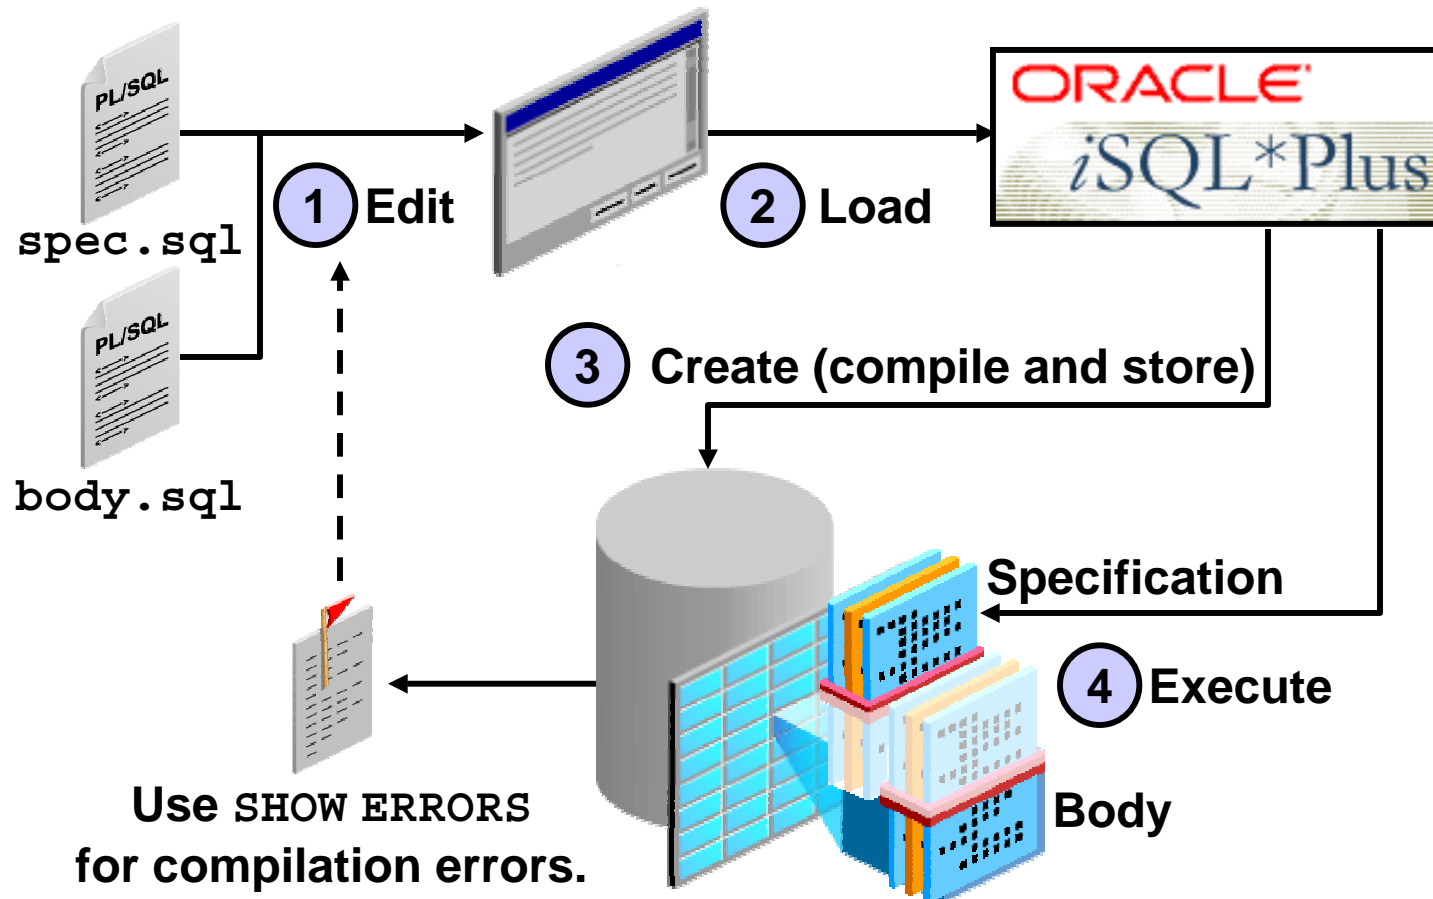 PL/SQL
spec.sql
1 Edit
2 Load
ORACLE
iSQL*Plus
PL/SQL
body.sql
3 Create (compile and store)
Specification
4 Execute
Body
Use SHOW ERRORS
for compilation errors.